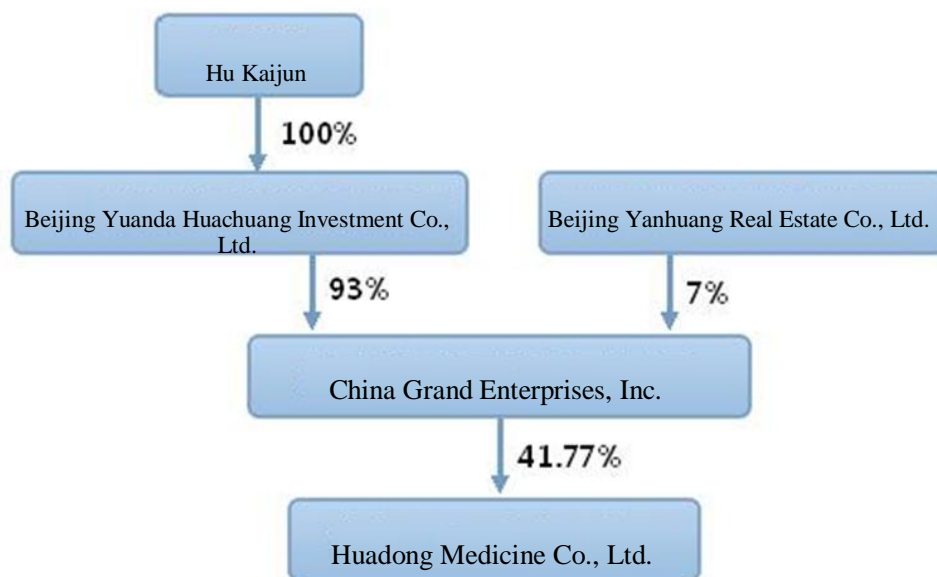 Hu Kaijun
100%
Beijing Yuanda Huachuang Investment Co.,
Ltd.
Beijing Yanhuang Real Estate Co., Ltd.
93%
7%
China Grand Enterprises, Inc.
41.77%
Huadong Medicine Co., Ltd.